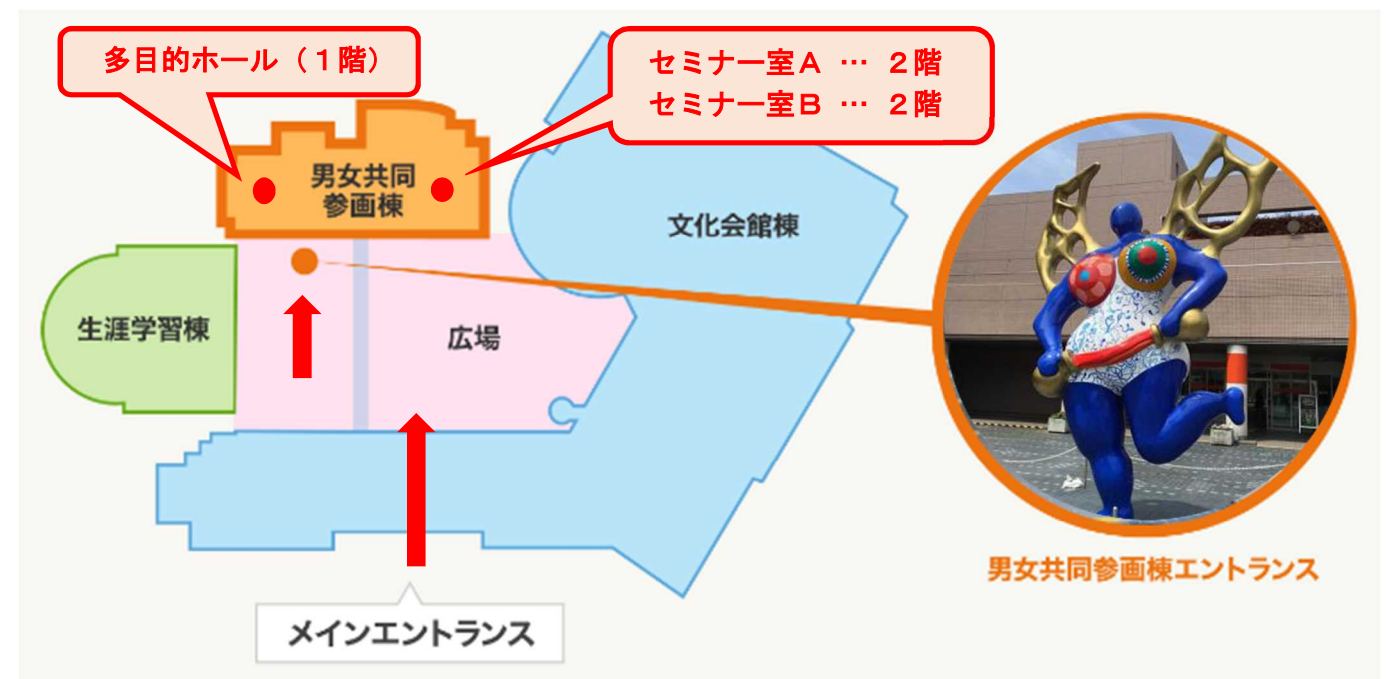 多目的ホール（１階）
セミナー室Ａ … ２階
セミナー室Ｂ … ２階
男女共同
参画棟
文化会館棟
生涯学習棟
広場
メインエントランス
男女共同参画棟エントランス